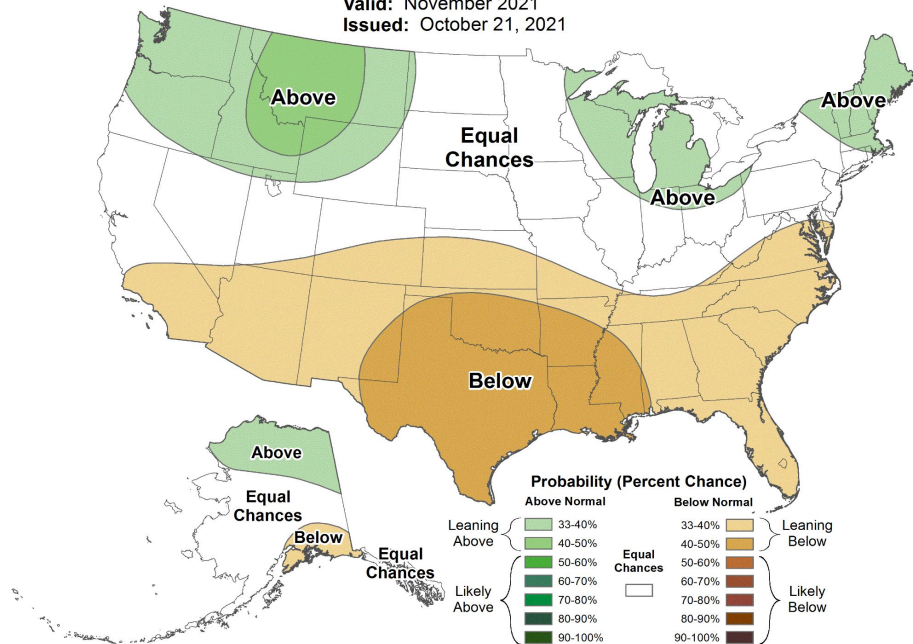 Valid: November 2021
Issued: October 21, 2021
Above
Above
Equal
Chances
Above
Below
Above
Equal
Chances
Below
Equal
Chances
Probability (Percent Chance)
Above Normal
Below Normal
Leaning
Above
33-40%
40-50%
Likely
Above
50-60%
60-70%
70-80%
80-90%
90-100%
Equal
Chances
33-40%
40-50%
Leaning
Below
50-60%
60-70%
70-80%
80-90%
90-100%
Likely
Below